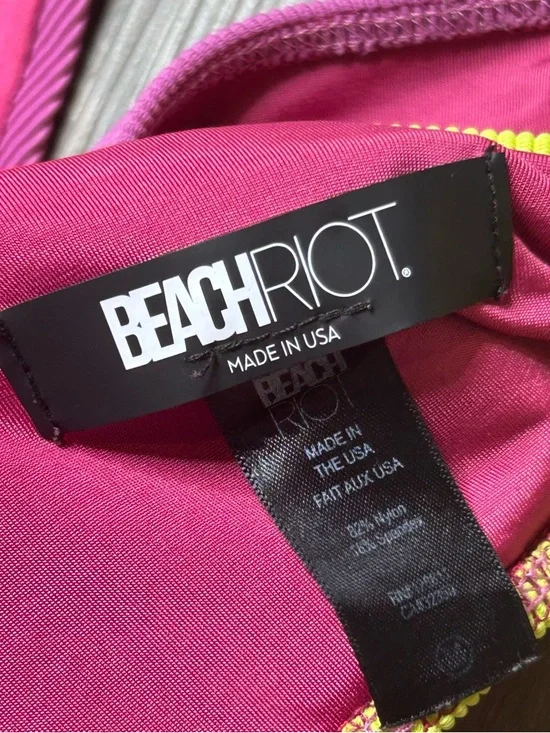 BEACHRIOT®
MADE IN USA
BEACH
RIOT
MADE IN
THE USA
FAIT AUX USA
82% Nylon
18% Spandex